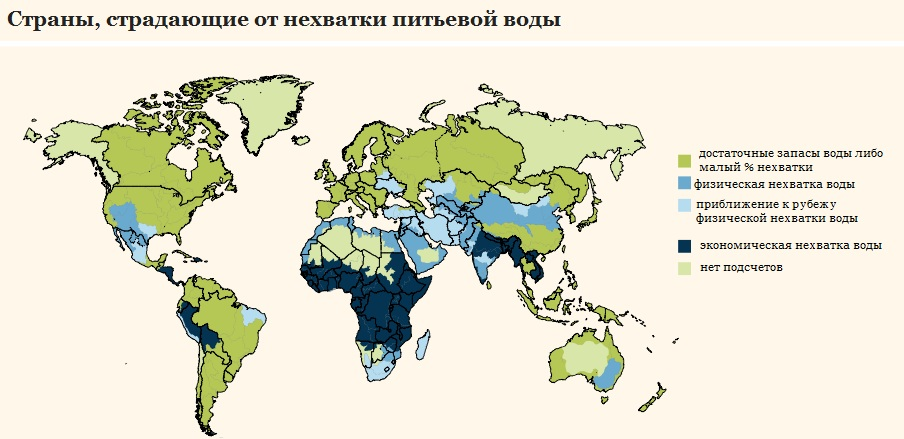 Страны, страдающие от нехватки питьевой воды
достаточные запасы воды либо
малый % нехватки
физическая нехватка воды
приближение к рубежу
физической нехватки воды
экономическая нехватка воды
нет подсчетов